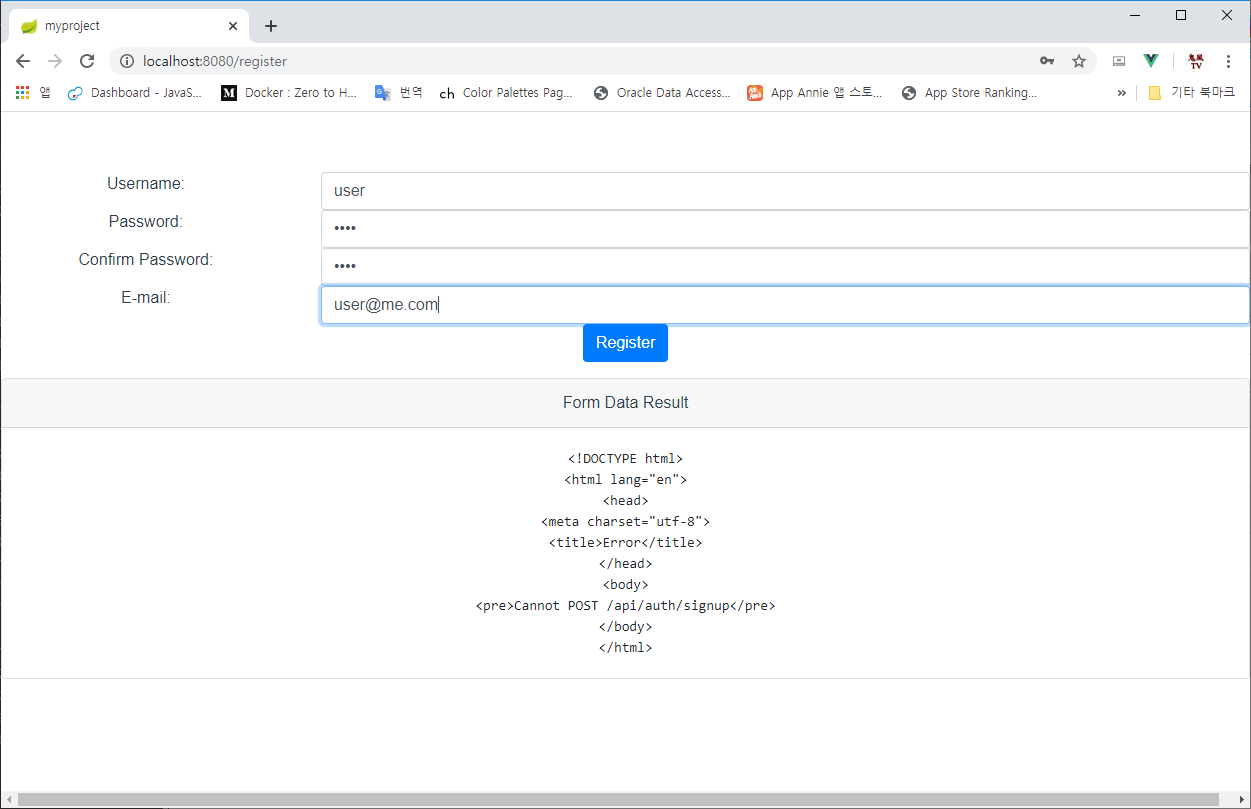 myproject
localhost:8080/register
앱 Dashboard - JavaS... M Docker : Zero to H... 번역 ch Color Palettes Pag... Oracle Data Access... App Annie 앱 스토... App Store Ranking... » 기타 북마크
Username: user
Password: ••••
Confirm Password: ••••
E-mail: user@me.com
Register
Form Data Result
<!DOCTYPE html>
<html lang="en">
<head>
<meta charset="utf-8">
<title>Error</title>
</head>
<body>
<pre>Cannot POST /api/auth/signup</pre>
</body>
</html>